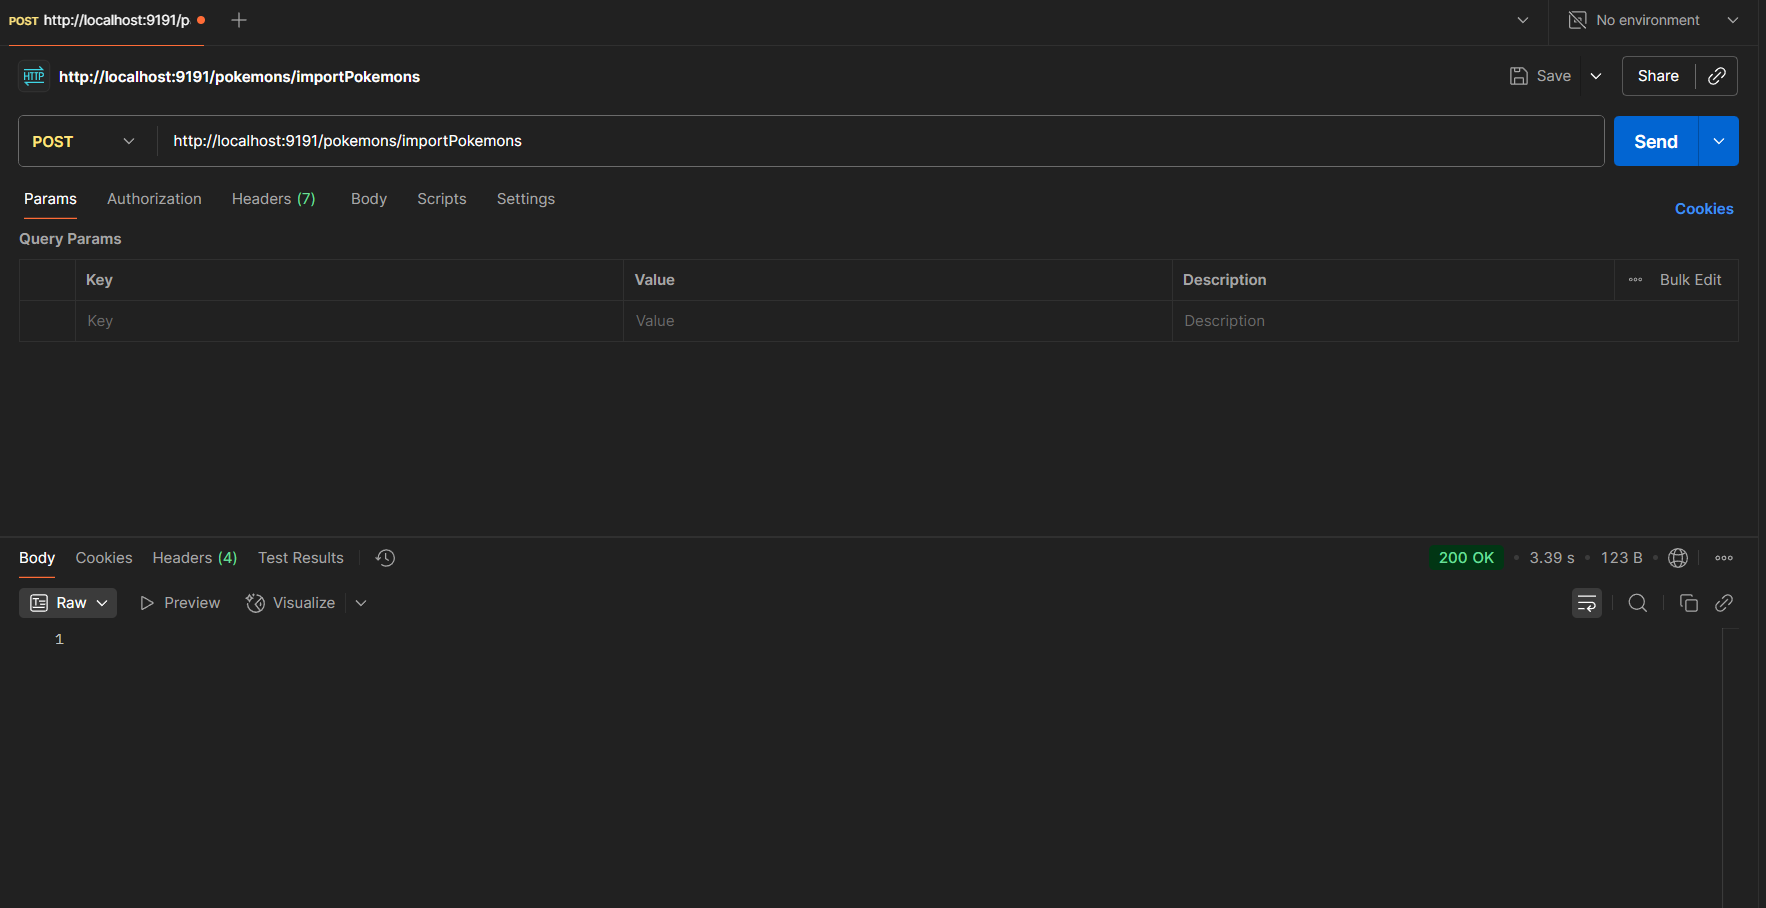 POST http://localhost:9191/p
No environment
HTTP http://localhost:9191/pokemons/importPokemons
Save
Share
POST
http://localhost:9191/pokemons/importPokemons
Send
Params Authorization Headers (7) Body Scripts Settings
Cookies
Query Params
Key Value Description Bulk Edit
Key Value Description
Body Cookies Headers (4) Test Results
200 OK • 3.39 s • 123 B
Raw Preview Visualize
1